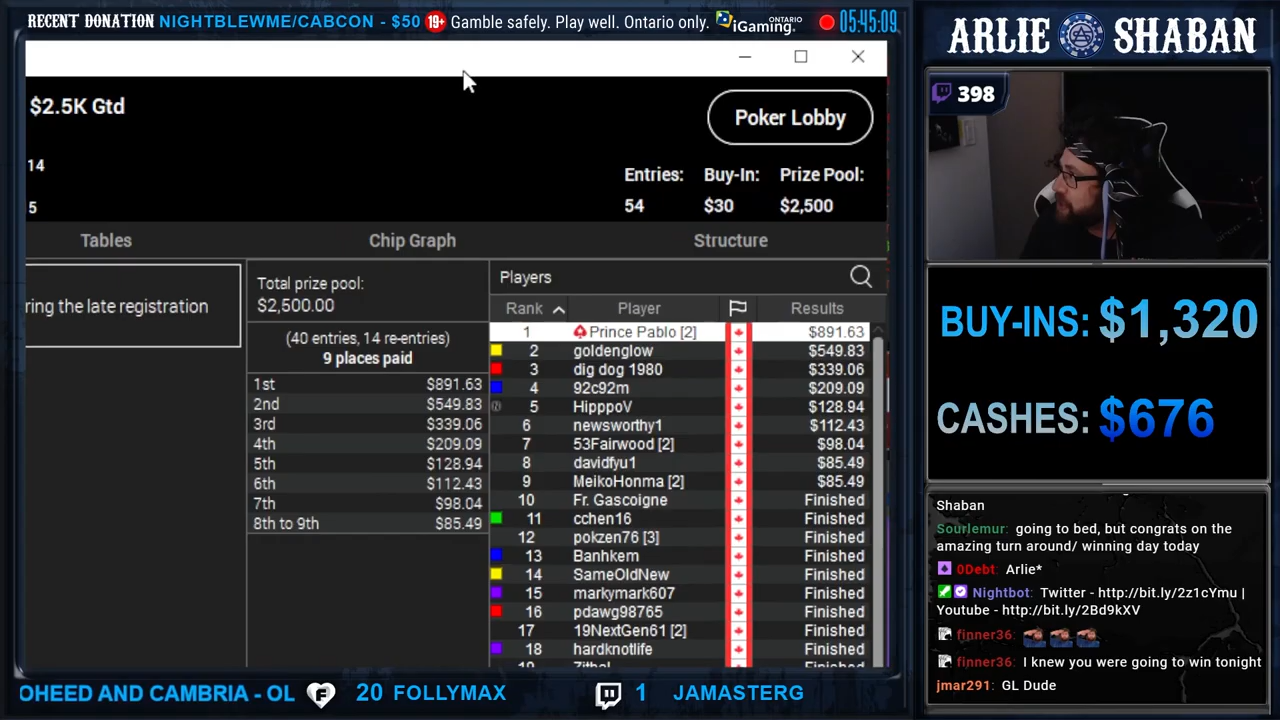 RECENT DONATION NIGHTBLEWME/CABCON - $50 19+ Gamble safely. Play well. Ontario only. iGaming ONTARIO 05:45:09
ARLIE SHABAN
398
$2.5K Gtd
Poker Lobby
14
Entries: Buy-In: Prize Pool:
5 54 $30 $2,500
Tables Chip Graph Structure
ring the late registration
Total prize pool:
$2,500.00
(40 entries, 14 re-entries)
9 places paid
1st $891.63
2nd $549.83
3rd $339.06
4th $209.09
5th $128.94
6th $112.43
7th $98.04
8th to 9th $85.49
Players
Rank Player Results
1 Prince Pablo [2] $891.63
2 goldenglow $549.83
3 dig dog 1980 $339.06
4 92c92m $209.09
5 HipppoV $128.94
6 newsworthy1 $112.43
7 53Fairwood [2] $98.04
8 davidfyu1 $85.49
9 MeikoHonma [2] $85.49
10 Fr. Gascoigne Finished
11 cchen16 Finished
12 pokzen76 [3] Finished
13 Banhkem Finished
14 SameOldNew Finished
15 markymark607 Finished
16 pdawg98765 Finished
17 19NextGen61 [2] Finished
18 hardknotlife Finished
BUY-INS: $1,320
CASHES: $676
Shaban
Sourlemur: going to bed, but congrats on the
amazing turn around/ winning day today
0Debt: Arlie*
Nightbot: Twitter - http://bit.ly/2z1cYmu |
Youtube - http://bit.ly/2Bd9kXV
finner36:
finner36: I knew you were going to win tonight
jmar291: GL Dude
OHEED AND CAMBRIA - OL F 20 FOLLYMAX 1 JAMASTERG